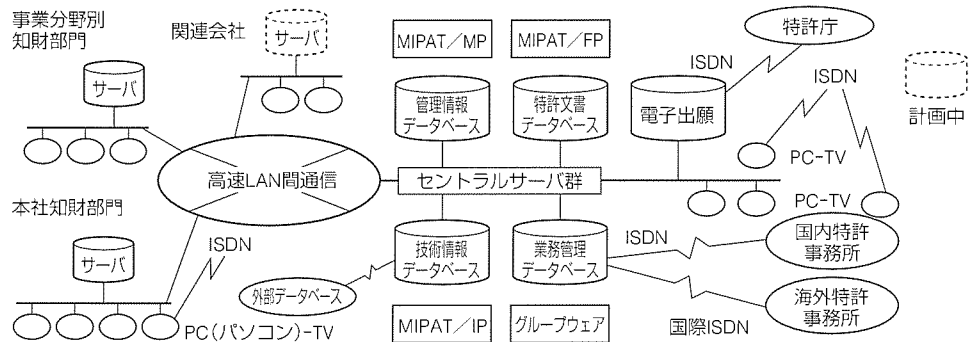 事業分野別
知財部門
関連会社
サーバ
MIPAT/MP
MIPAT/FP
特許庁
ISDN
ISDN
サーバ
管理情報
データベース
特許文書
データベース
電子出願
計画中
PC-TV
高速LAN間通信
セントラルサーバ群
PC-TV
本社知財部門
ISDN
サーバ
技術情報
データベース
業務管理
データベース
ISDN
国内特許
事務所
外部データベース
海外特許
事務所
PC(パソコン)-TV
MIPAT/IP
グループウェア
国際ISDN